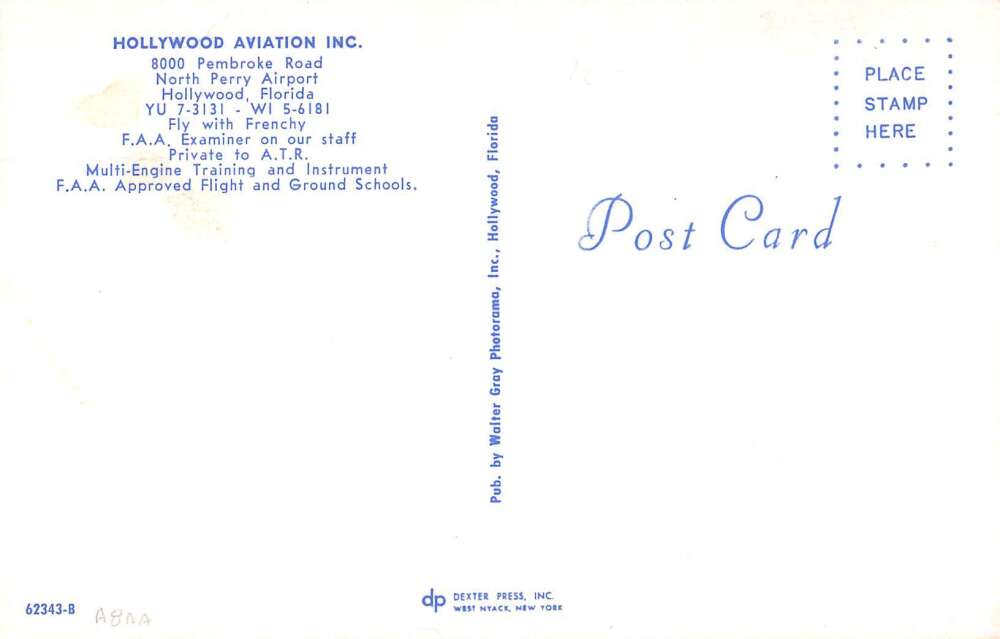 HOLLYWOOD AVIATION INC.
8000 Pembroke Road
North Perry Airport
Hollywood, Florida
YU 7-3131 - WI 5-6181
Fly with Frenchy
F.A.A. Examiner on our staff
Private to A.T.R.
Multi-Engine Training and Instrument
F.A.A. Approved Flight and Ground Schools.
Pub. by Walter Gray Photorama, Inc., Hollywood, Florida
PLACE
STAMP
HERE
Post Card
62343-B
dp DEXTER PRESS, INC.
WEST NYACK, NEW YORK